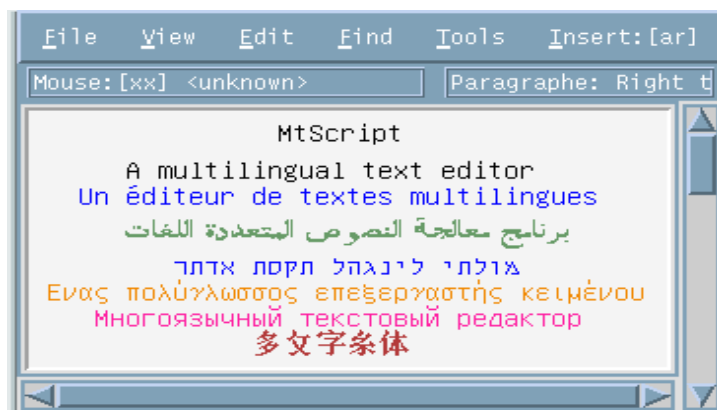 File View Edit Find Tools Insert:[ar]
Mouse:[xx] <unknown> Paragraphe: Right t
MtScript
A multilingual text editor
Un éditeur de textes multilingues
برنامج معالجة النصوص المتعددة اللغات
מולתי לינגהל תקסת אדתר
Ενας πολύγλωσσος επεξεργαστής κειμένου
Многоязычный текстовый редактор
多文字条体